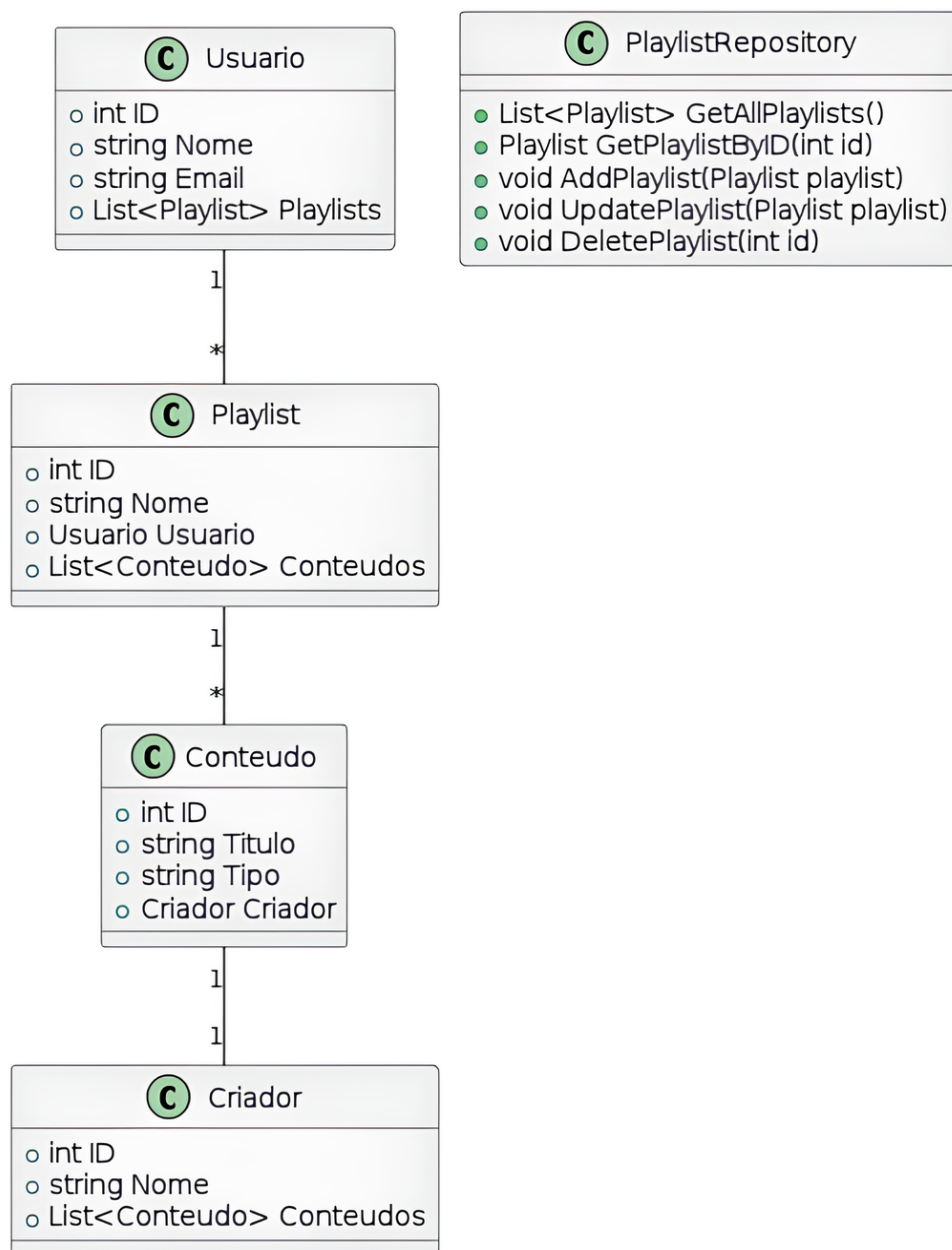 C Usuario
int ID
string Nome
string Email
List<Playlist> Playlists
C PlaylistRepository
List<Playlist> GetAllPlaylists()
Playlist GetPlaylistByID(int id)
void AddPlaylist(Playlist playlist)
void UpdatePlaylist(Playlist playlist)
void DeletePlaylist(int id)
1
*
C Playlist
int ID
string Nome
Usuario Usuario
List<Conteudo> Conteudos
1
*
C Conteudo
int ID
string Titulo
string Tipo
Criador Criador
1
1
C Criador
int ID
string Nome
List<Conteudo> Conteudos